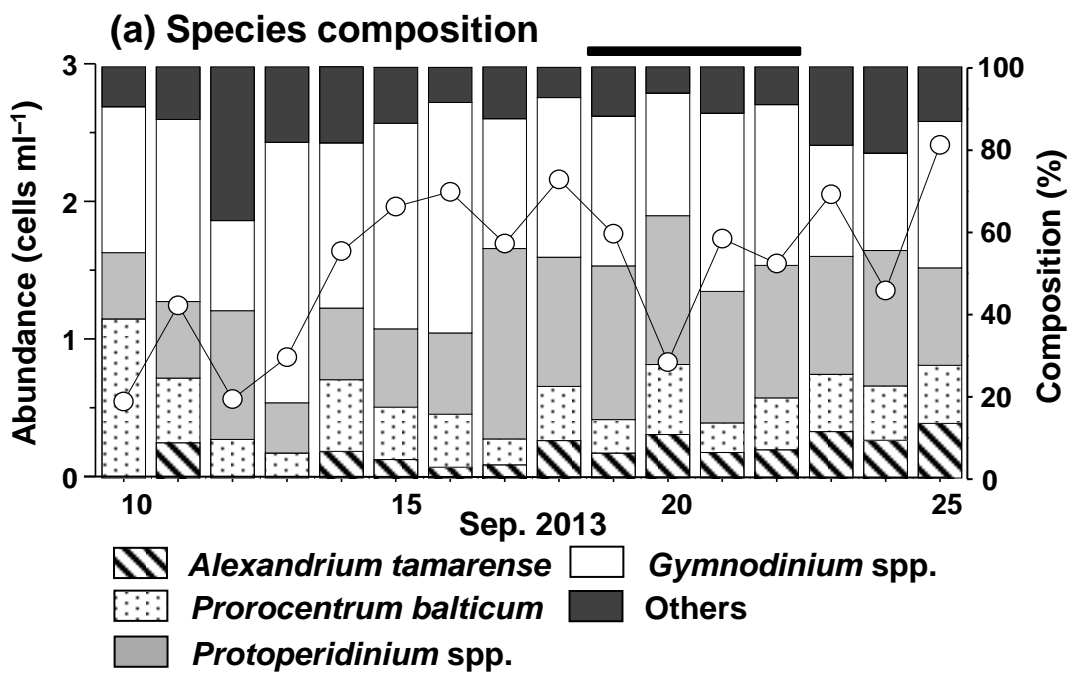 (a) Species composition
3
2
1
0
Abundance (cells ml⁻¹)
100
80
60
40
20
0
Composition (%)
10 15 20 25
Sep. 2013
Alexandrium tamarense Gymnodinium spp.
Prorocentrum balticum Others
Protoperidinium spp.